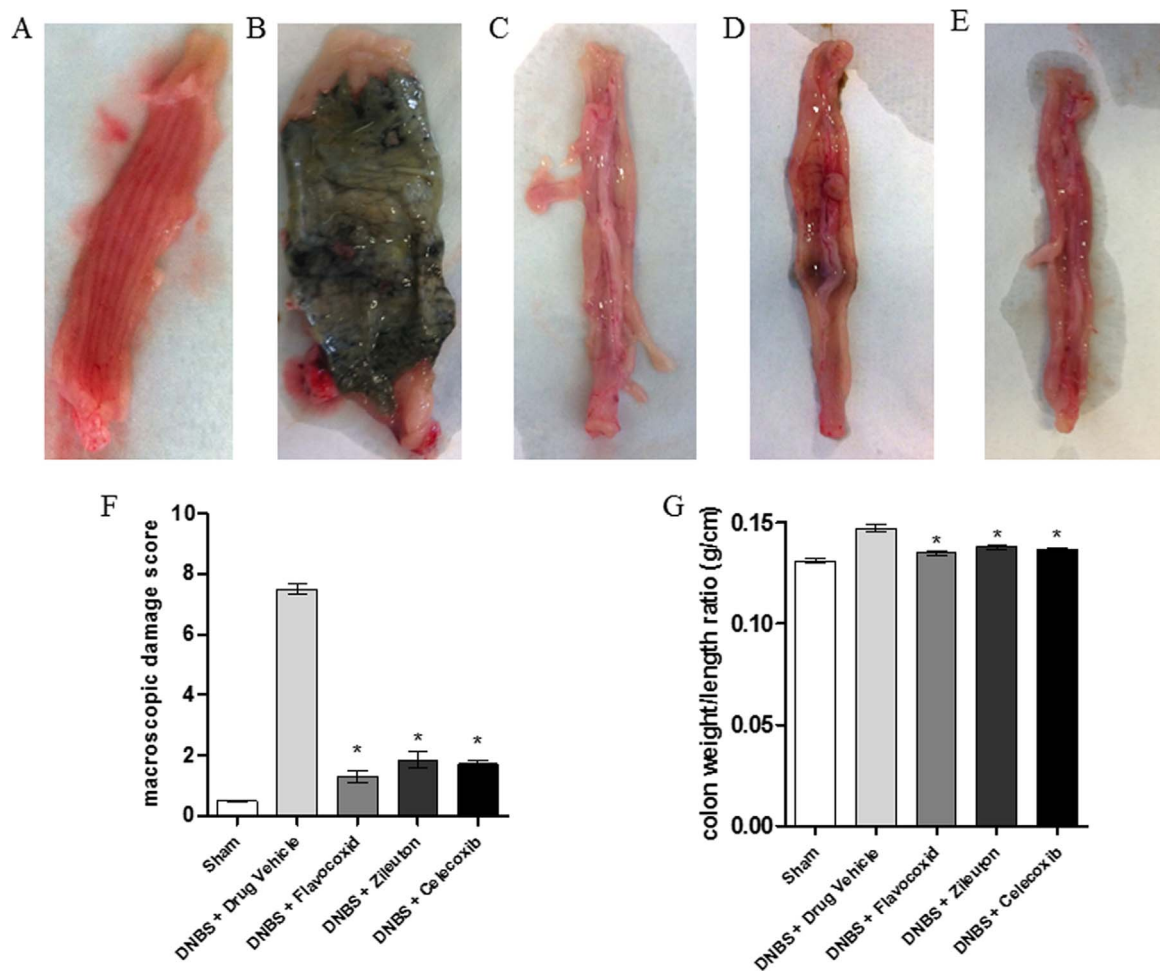 A
B
C
D
E
F
macroscopic damage score
10
8
6
4
2
0
*
*
*
Sham
DNBS + Drug Vehicle
DNBS + Flavocoxid
DNBS + Zileuton
DNBS + Celecoxib
G
colon weight/length ratio (g/cm)
0.15
0.10
0.05
0.00
*
*
*
Sham
DNBS + Drug Vehicle
DNBS + Flavocoxid
DNBS + Zileuton
DNBS + Celecoxib